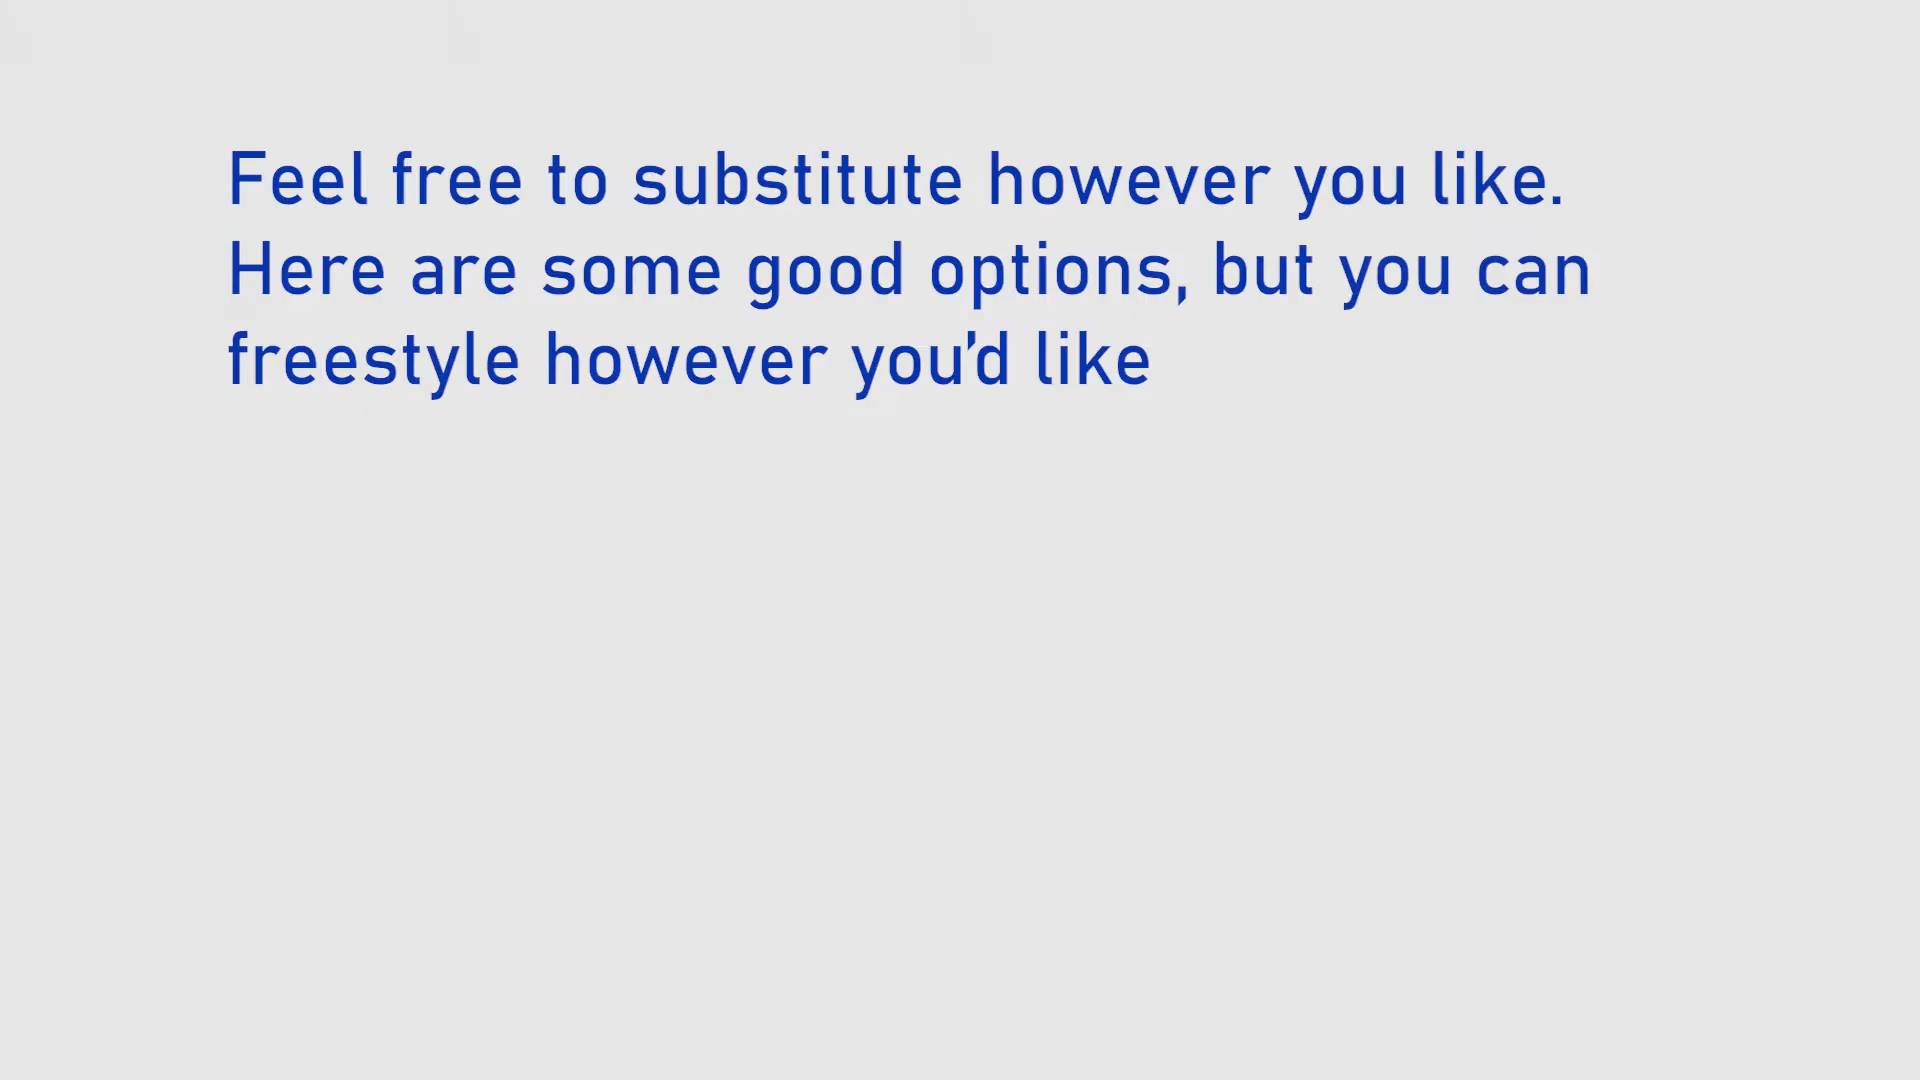 Feel free to substitute however you like.
Here are some good options, but you can
freestyle however you’d like